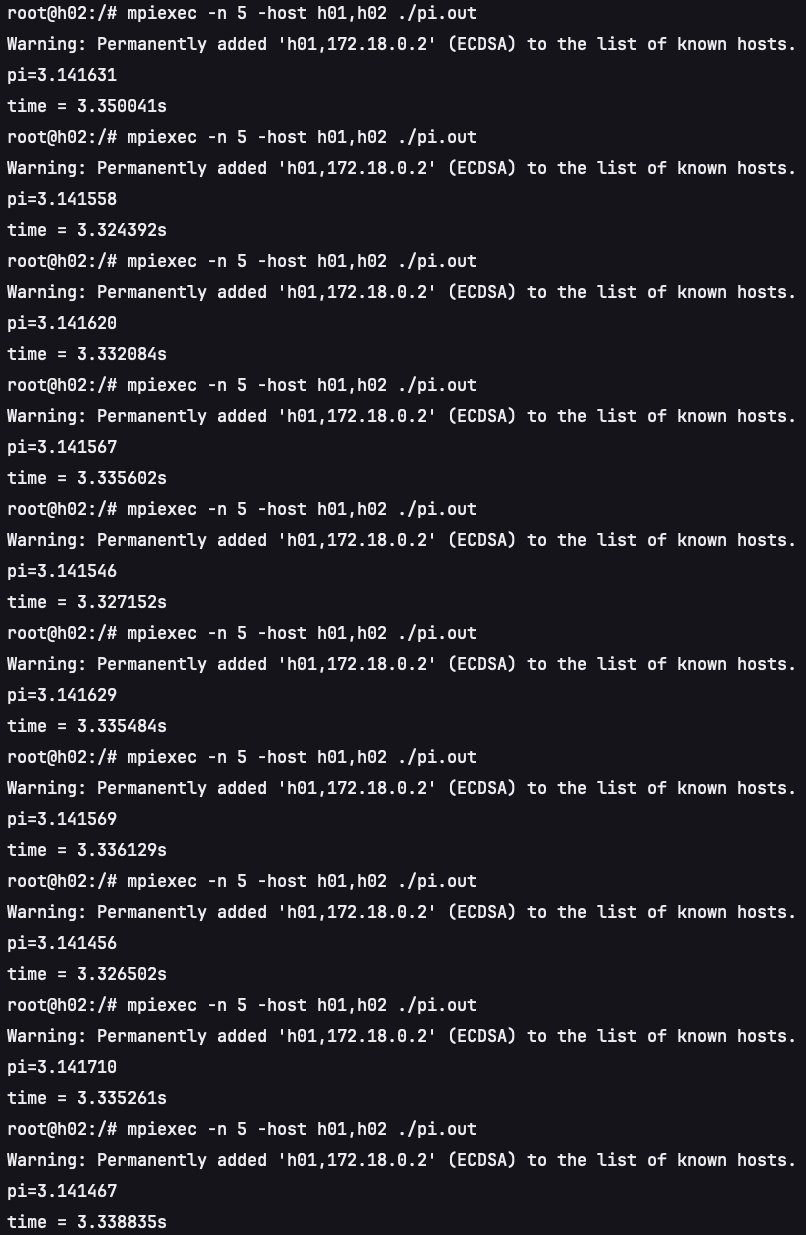 root@h02:/# mpiexec -n 5 -host h01,h02 ./pi.out
Warning: Permanently added 'h01,172.18.0.2' (ECDSA) to the list of known hosts.
pi=3.141631
time = 3.350041s
root@h02:/# mpiexec -n 5 -host h01,h02 ./pi.out
Warning: Permanently added 'h01,172.18.0.2' (ECDSA) to the list of known hosts.
pi=3.141558
time = 3.324392s
root@h02:/# mpiexec -n 5 -host h01,h02 ./pi.out
Warning: Permanently added 'h01,172.18.0.2' (ECDSA) to the list of known hosts.
pi=3.141620
time = 3.332084s
root@h02:/# mpiexec -n 5 -host h01,h02 ./pi.out
Warning: Permanently added 'h01,172.18.0.2' (ECDSA) to the list of known hosts.
pi=3.141567
time = 3.335602s
root@h02:/# mpiexec -n 5 -host h01,h02 ./pi.out
Warning: Permanently added 'h01,172.18.0.2' (ECDSA) to the list of known hosts.
pi=3.141546
time = 3.327152s
root@h02:/# mpiexec -n 5 -host h01,h02 ./pi.out
Warning: Permanently added 'h01,172.18.0.2' (ECDSA) to the list of known hosts.
pi=3.141629
time = 3.335484s
root@h02:/# mpiexec -n 5 -host h01,h02 ./pi.out
Warning: Permanently added 'h01,172.18.0.2' (ECDSA) to the list of known hosts.
pi=3.141569
time = 3.336129s
root@h02:/# mpiexec -n 5 -host h01,h02 ./pi.out
Warning: Permanently added 'h01,172.18.0.2' (ECDSA) to the list of known hosts.
pi=3.141456
time = 3.326502s
root@h02:/# mpiexec -n 5 -host h01,h02 ./pi.out
Warning: Permanently added 'h01,172.18.0.2' (ECDSA) to the list of known hosts.
pi=3.141710
time = 3.335261s
root@h02:/# mpiexec -n 5 -host h01,h02 ./pi.out
Warning: Permanently added 'h01,172.18.0.2' (ECDSA) to the list of known hosts.
pi=3.141467
time = 3.338835s